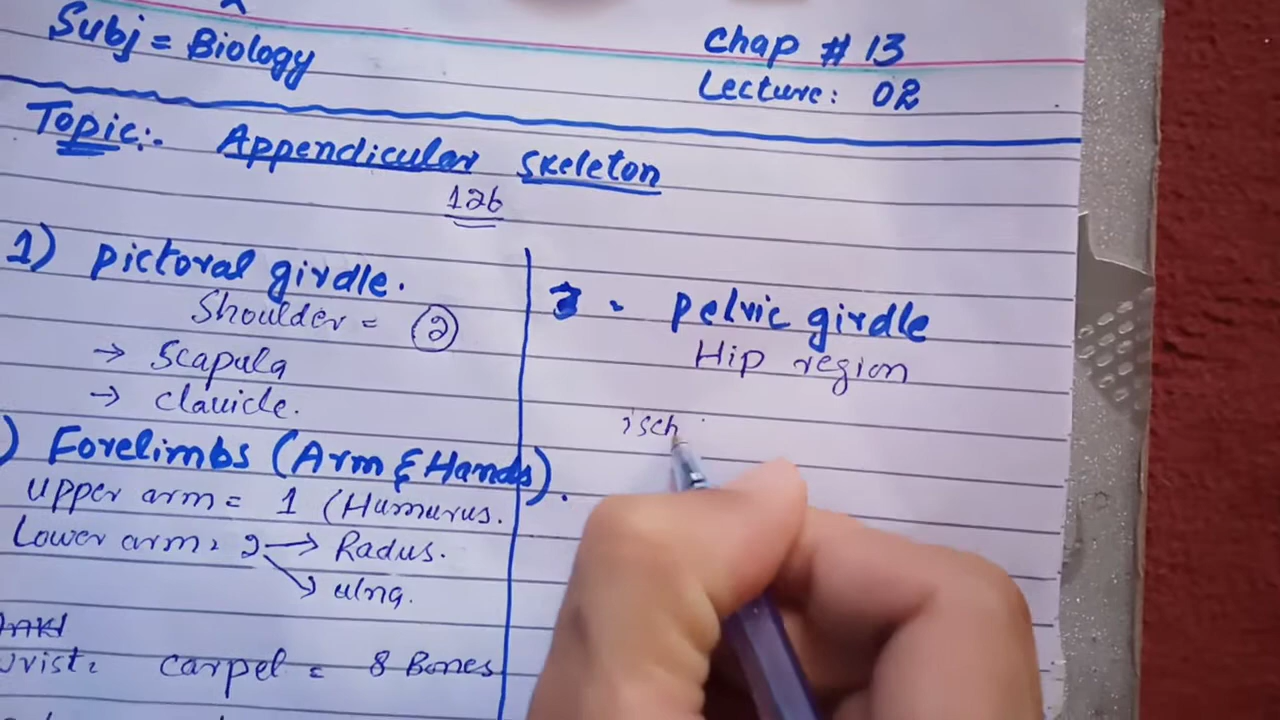 Subj = Biology
Chap # 13
Lecture: 02
Topic:. Appendicular skeleton
126
1) Pictoral girdle.
Shoulder = 2
→ Scapula
→ Clavicle.
) Forelimbs (Arm & Hands).
Upper arm = 1 (Humurus.
Lower arm = 2 → Radus.
→ ulna.
wrist = carpel = 8 Bones
3. Pelvic girdle
Hip region
isch